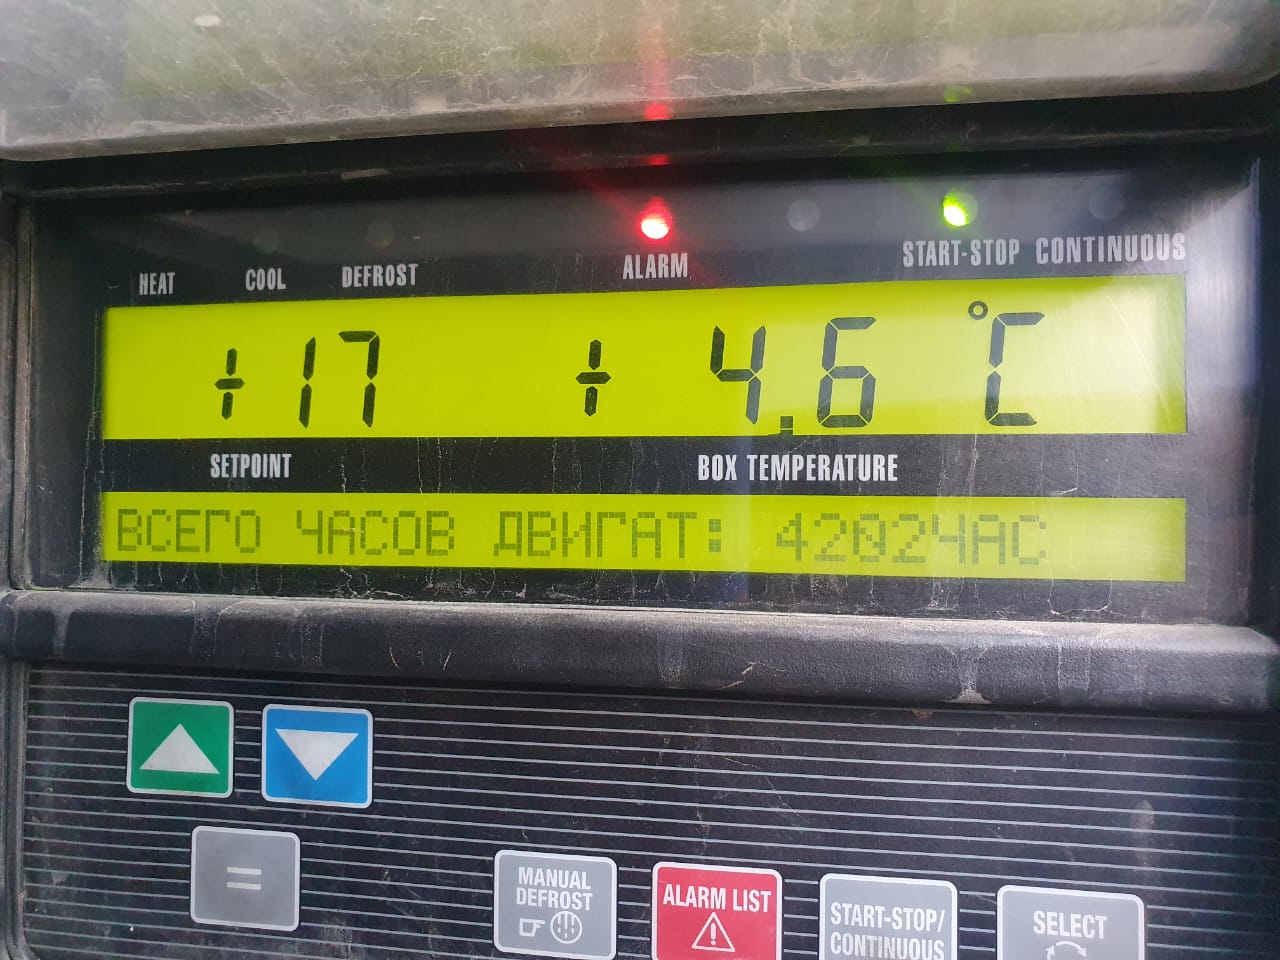 HEAT COOL DEFROST ALARM START-STOP CONTINUOUS
+17 + 4.6 °C
SETPOINT BOX TEMPERATURE
ВСЕГО ЧАСОВ ДВИГАТ: 42024ЧАС
=
MANUAL DEFROST
ALARM LIST
START-STOP/ CONTINUOUS
SELECT